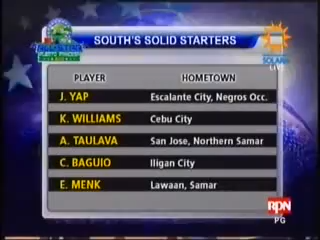 SOUTH'S SOLID STARTERS
SOLAR
LIVE
PLAYER HOMETOWN
J. YAP Escalante City, Negros Occ.
K. WILLIAMS Cebu City
A. TAULAVA San Jose, Northern Samar
C. BAGUIO Iligan City
E. MENK Lawaan, Samar
RPN
PG